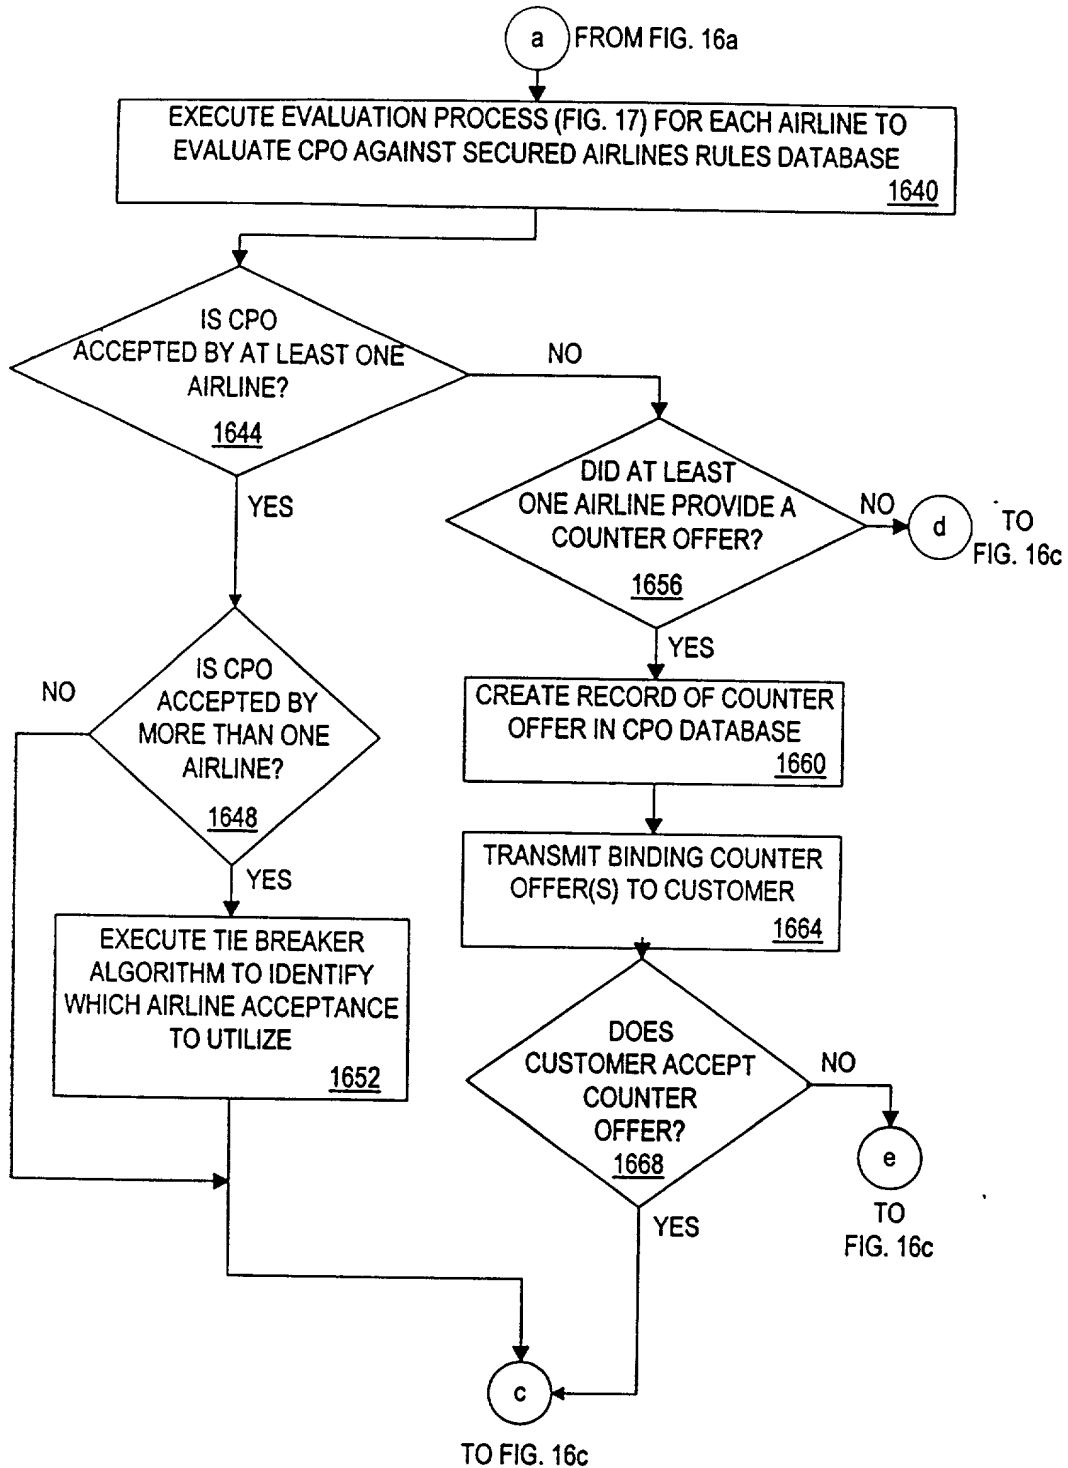 a FROM FIG. 16a
EXECUTE EVALUATION PROCESS (FIG. 17) FOR EACH AIRLINE TO
EVALUATE CPO AGAINST SECURED AIRLINES RULES DATABASE
1640
IS CPO
ACCEPTED BY AT LEAST ONE
AIRLINE?
1644
NO
YES
DID AT LEAST
ONE AIRLINE PROVIDE A
COUNTER OFFER?
1656
NO
d
TO
FIG. 16c
YES
IS CPO
ACCEPTED BY
MORE THAN ONE
AIRLINE?
1648
NO
YES
CREATE RECORD OF COUNTER
OFFER IN CPO DATABASE
1660
TRANSMIT BINDING COUNTER
OFFER(S) TO CUSTOMER
1664
EXECUTE TIE BREAKER
ALGORITHM TO IDENTIFY
WHICH AIRLINE ACCEPTANCE
TO UTILIZE
1652
DOES
CUSTOMER ACCEPT
COUNTER
OFFER?
1668
NO
e
TO
FIG. 16c
YES
c
TO FIG. 16c